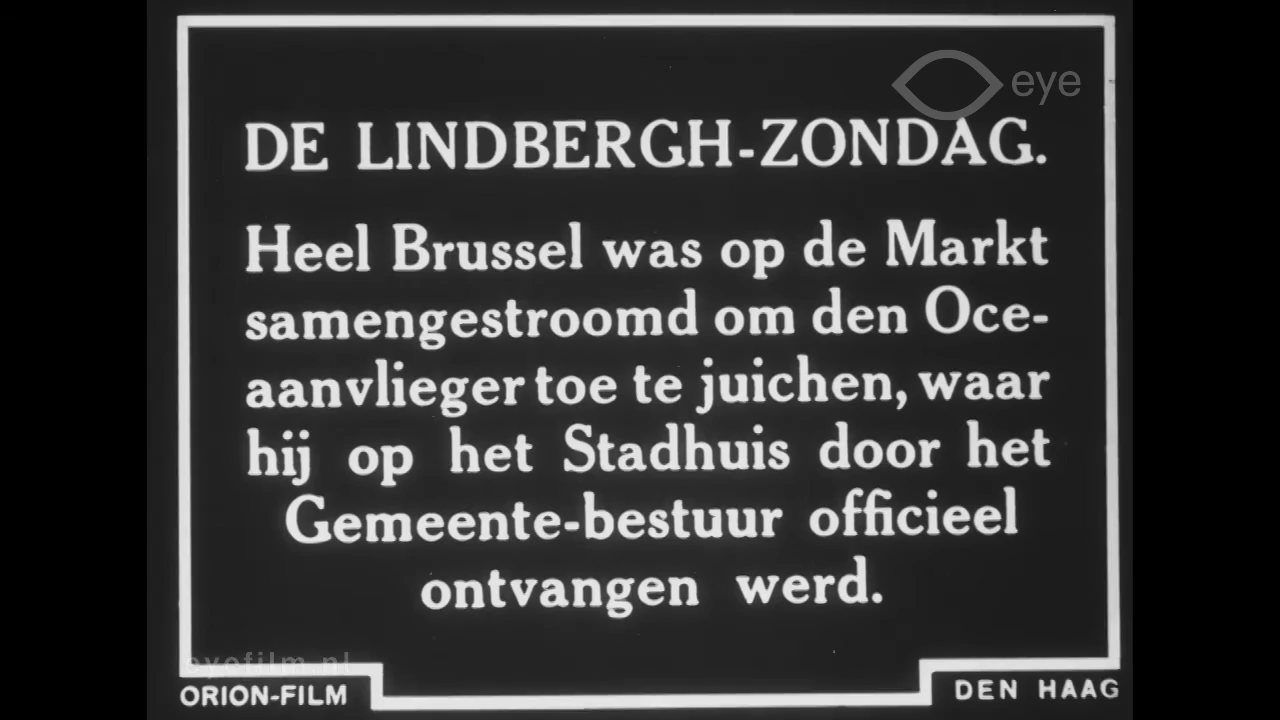 eye
DE LINDBERGH-ZONDAG.
Heel Brussel was op de Markt
samengestroomd om den Oce-
aanvlieger toe te juichen, waar
hij op het Stadhuis door het
Gemeente-bestuur officieel
ontvangen werd.
eyefilm.nl
ORION-FILM
DEN HAAG